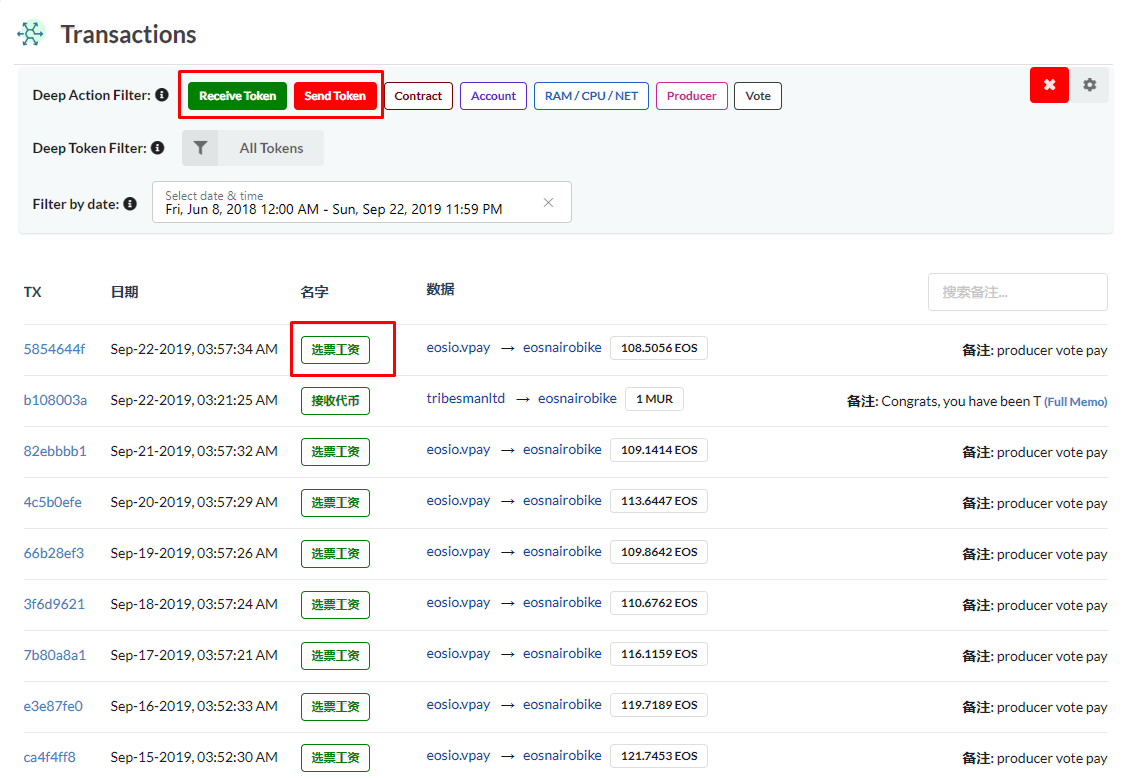 Transactions
Deep Action Filter: Receive Token Send Token Contract Account RAM / CPU / NET Producer Vote
Deep Token Filter: All Tokens
Filter by date: Select date & time
Fri, Jun 8, 2018 12:00 AM - Sun, Sep 22, 2019 11:59 PM
TX 日期 名字 数据 搜索备注...
5854644f Sep-22-2019, 03:57:34 AM 选票工资 eosio.vpay → eosnairobike 108.5056 EOS 备注: producer vote pay
b108003a Sep-22-2019, 03:21:25 AM 接收代币 tribesmanltd → eosnairobike 1 MUR 备注: Congrats, you have been T (Full Memo)
82ebbbb1 Sep-21-2019, 03:57:32 AM 选票工资 eosio.vpay → eosnairobike 109.1414 EOS 备注: producer vote pay
4c5b0efe Sep-20-2019, 03:57:29 AM 选票工资 eosio.vpay → eosnairobike 113.6447 EOS 备注: producer vote pay
66b28ef3 Sep-19-2019, 03:57:26 AM 选票工资 eosio.vpay → eosnairobike 109.8642 EOS 备注: producer vote pay
3f6d9621 Sep-18-2019, 03:57:24 AM 选票工资 eosio.vpay → eosnairobike 110.6762 EOS 备注: producer vote pay
7b80a8a1 Sep-17-2019, 03:57:21 AM 选票工资 eosio.vpay → eosnairobike 116.1159 EOS 备注: producer vote pay
e3e87fe0 Sep-16-2019, 03:52:33 AM 选票工资 eosio.vpay → eosnairobike 119.7189 EOS 备注: producer vote pay
ca4f4ff8 Sep-15-2019, 03:52:30 AM 选票工资 eosio.vpay → eosnairobike 121.7453 EOS 备注: producer vote pay